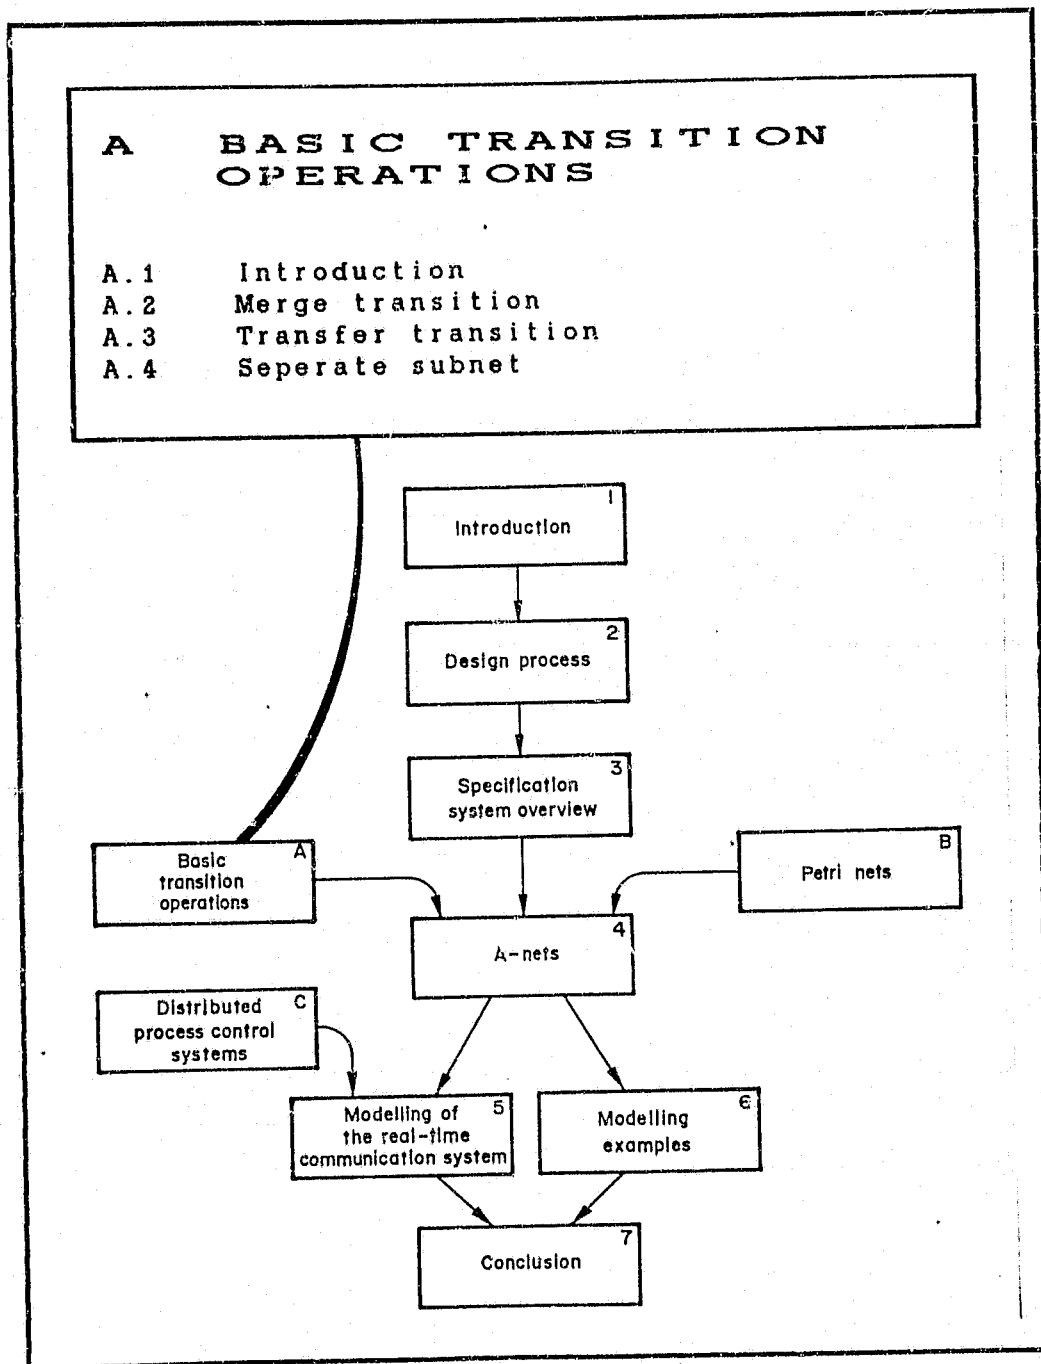 A BASIC TRANSITION
OPERATIONS
A.1 Introduction
A.2 Merge transition
A.3 Transfer transition
A.4 Seperate subnet
1
Introduction
2
Design process
3
Specification
system overview
A
Basic
transition
operations
B
Petri nets
4
A-nets
C
Distributed
process control
systems
5
Modelling of
the real-time
communication system
6
Modelling
examples
7
Conclusion